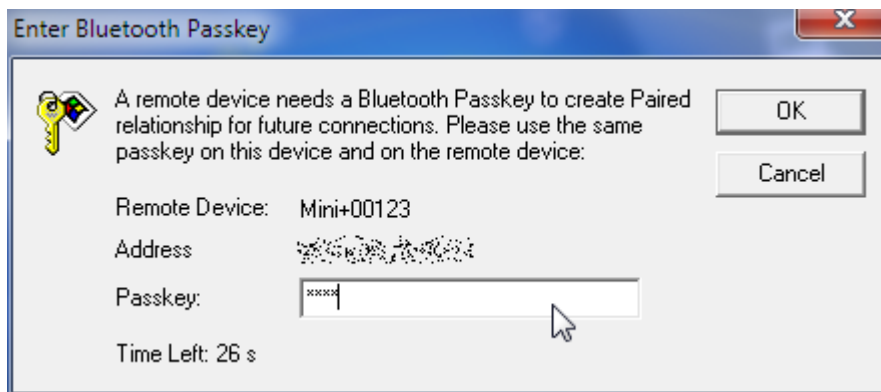 Enter Bluetooth Passkey
A remote device needs a Bluetooth Passkey to create Paired
relationship for future connections. Please use the same
passkey on this device and on the remote device:
OK
Cancel
Remote Device: Mini+00123
Address
Passkey: ****
Time Left: 26 s